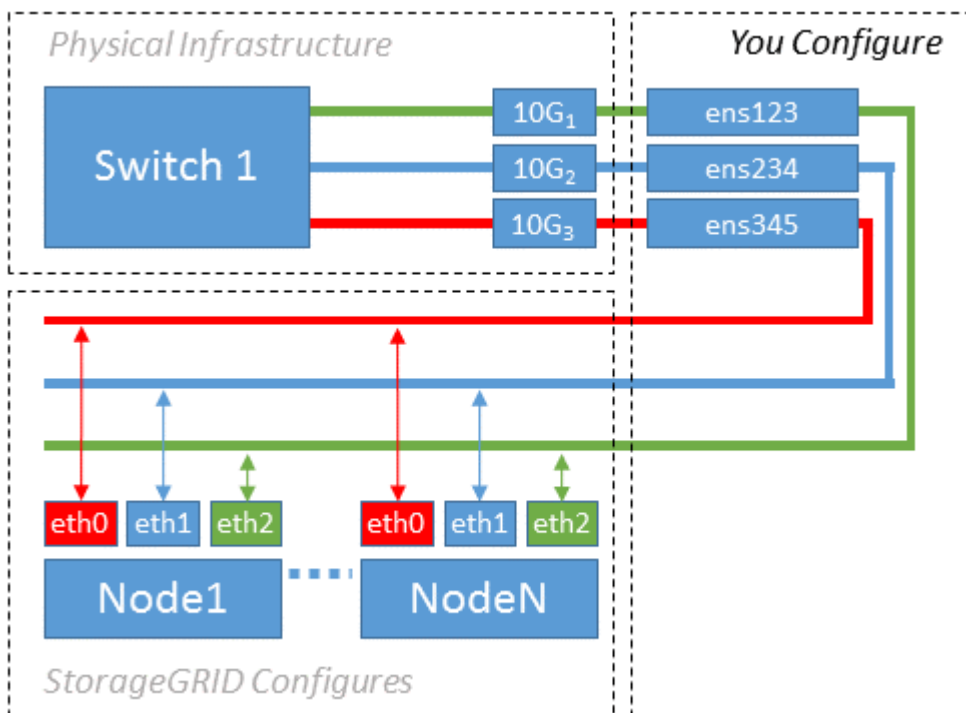 Physical Infrastructure
You Configure
Switch 1
10G₁
ens123
10G₂
ens234
10G₃
ens345
eth0
eth1
eth2
eth0
eth1
eth2
Node1
NodeN
StorageGRID Configures